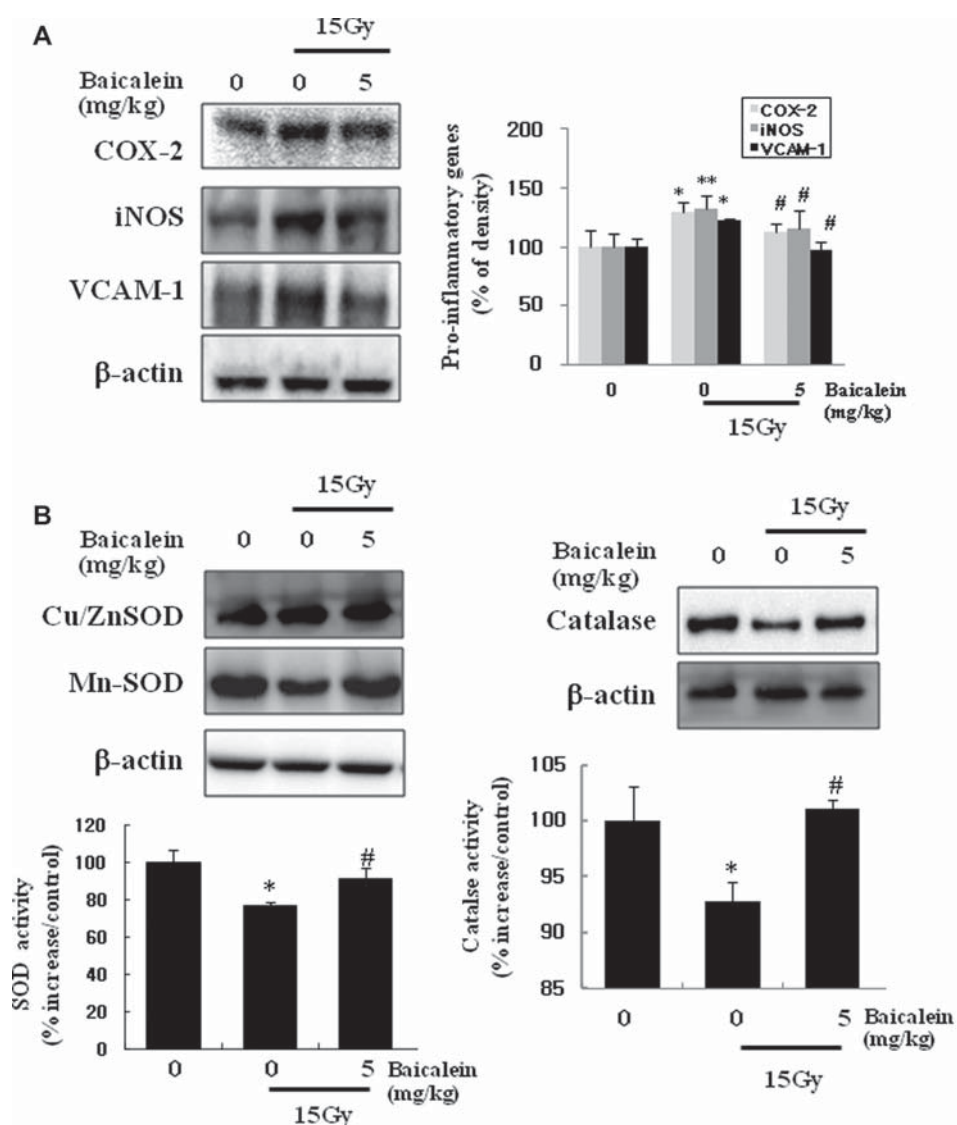 A
15Gy
Baicalein 0 0 5
(mg/kg)
COX-2
iNOS
VCAM-1
β-actin
COX-2
iNOS
VCAM-1
Pro-inflammatory genes
(% of density)
200
150
100
50
0
* ** *
# # #
0 0 5 Baicalein
(mg/kg)
15Gy
B
15Gy
Baicalein 0 0 5
(mg/kg)
Cu/ZnSOD
Mn-SOD
β-actin
SOD activity
(% increase/control)
120
100
80
60
40
20
0
*
#
0 0 5 Baicalein
(mg/kg)
15Gy
15Gy
Baicalein 0 0 5
(mg/kg)
Catalase
β-actin
Catalse activity
(% increase/control)
105
100
95
90
85
*
#
0 0 5 Baicalein
(mg/kg)
15Gy